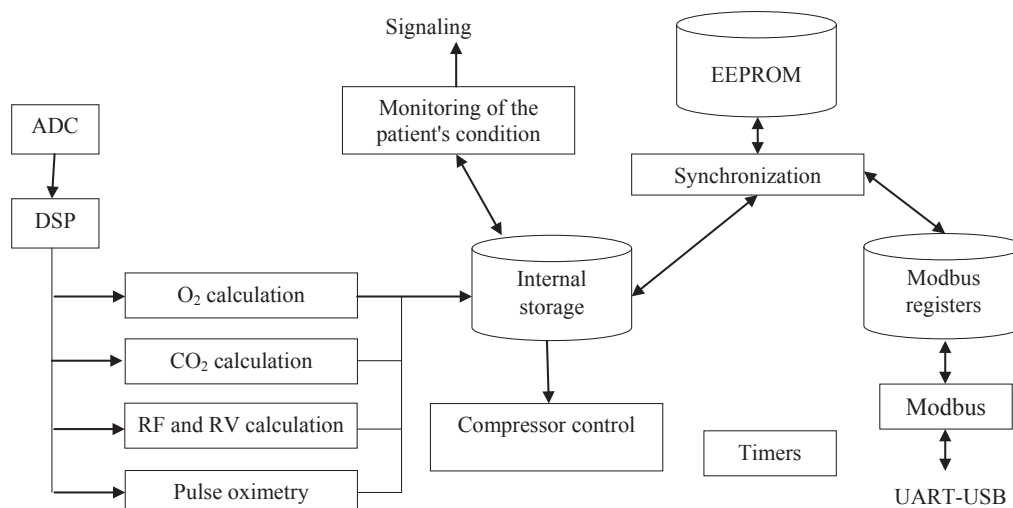 Signaling
EEPROM
ADC
Monitoring of the
patient's condition
Synchronization
DSP
Internal
storage
Modbus
registers
O₂ calculation
CO₂ calculation
RF and RV calculation
Pulse oximetry
Compressor control
Timers
Modbus
UART-USB